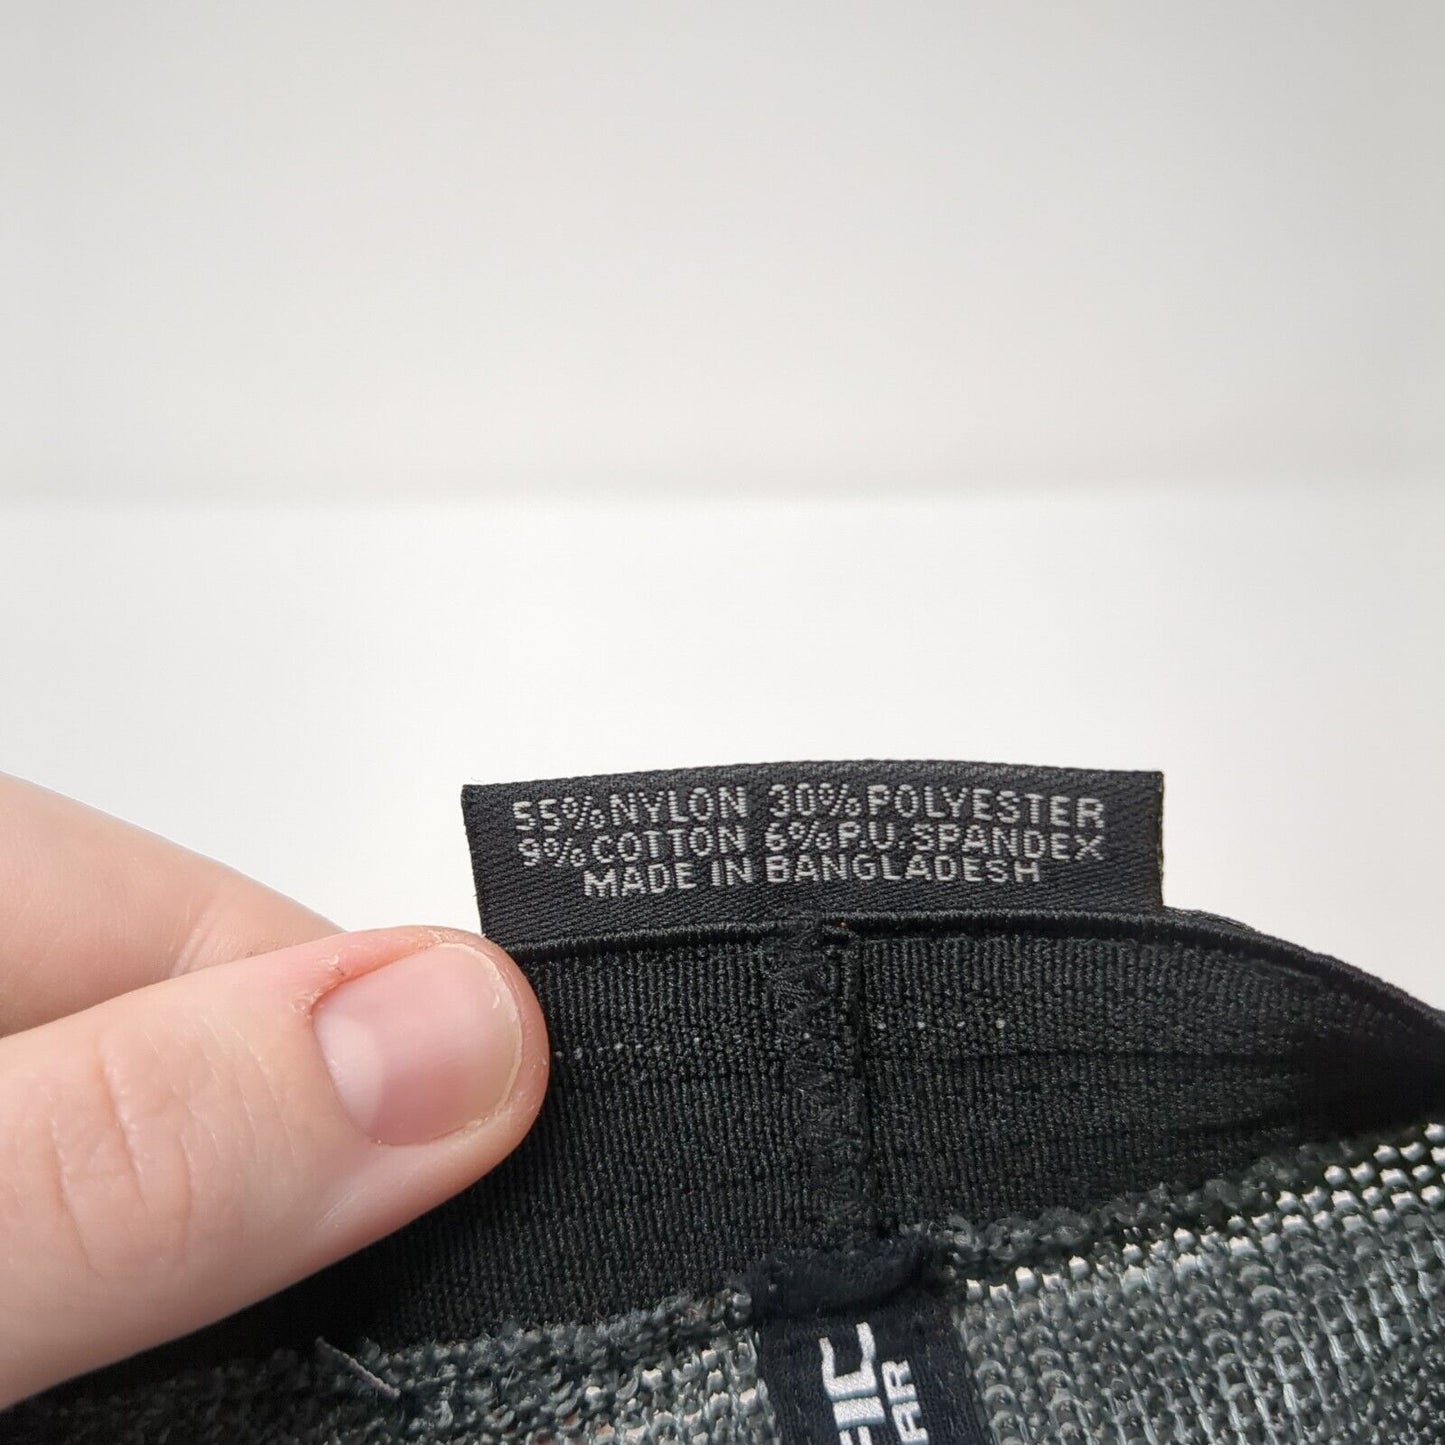 55% NYLON 30% POLYESTER
9% COTTON 6% P.U. SPANDEX
MADE IN BANGLADESH